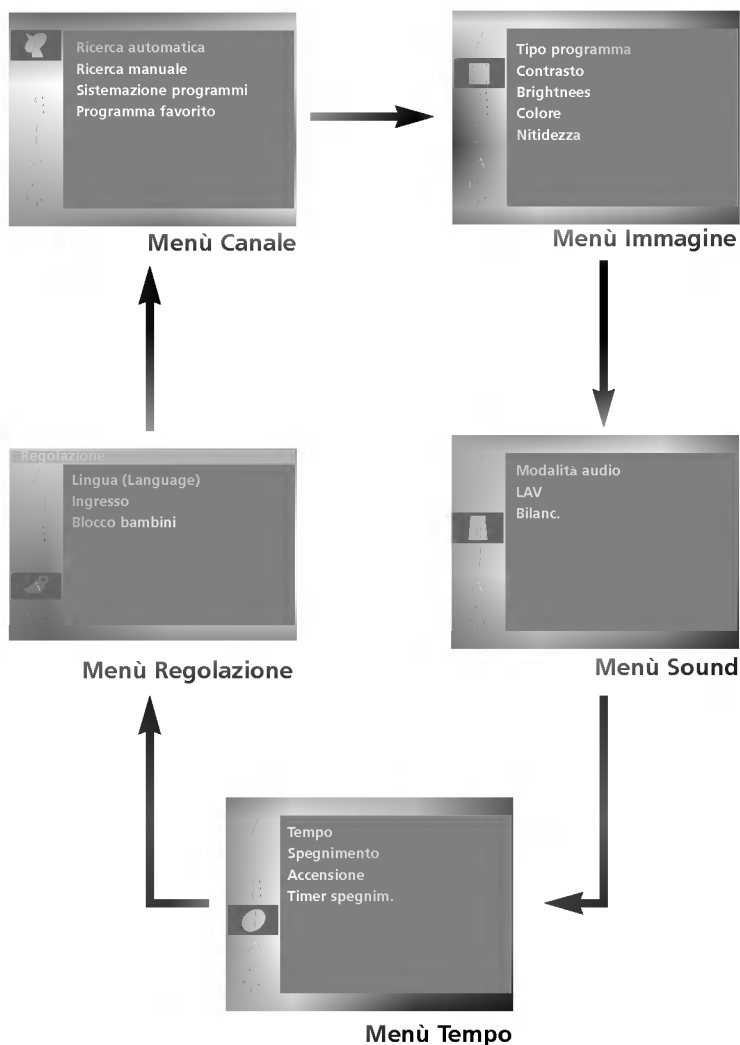 Ricerca automatica
Ricerca manuale
Sistemazione programmi
Programma favorito
Menù Canale
Tipo programma
Contrasto
Brightnees
Colore
Nitidezza
Menù Immagine
Regolazione
Lingua (Language)
Ingresso
Blocco bambini
Menù Regolazione
Modalità audio
LAV
Bilanc.
Menù Sound
Tempo
Spegnimento
Accensione
Timer spegnim.
Menù Tempo